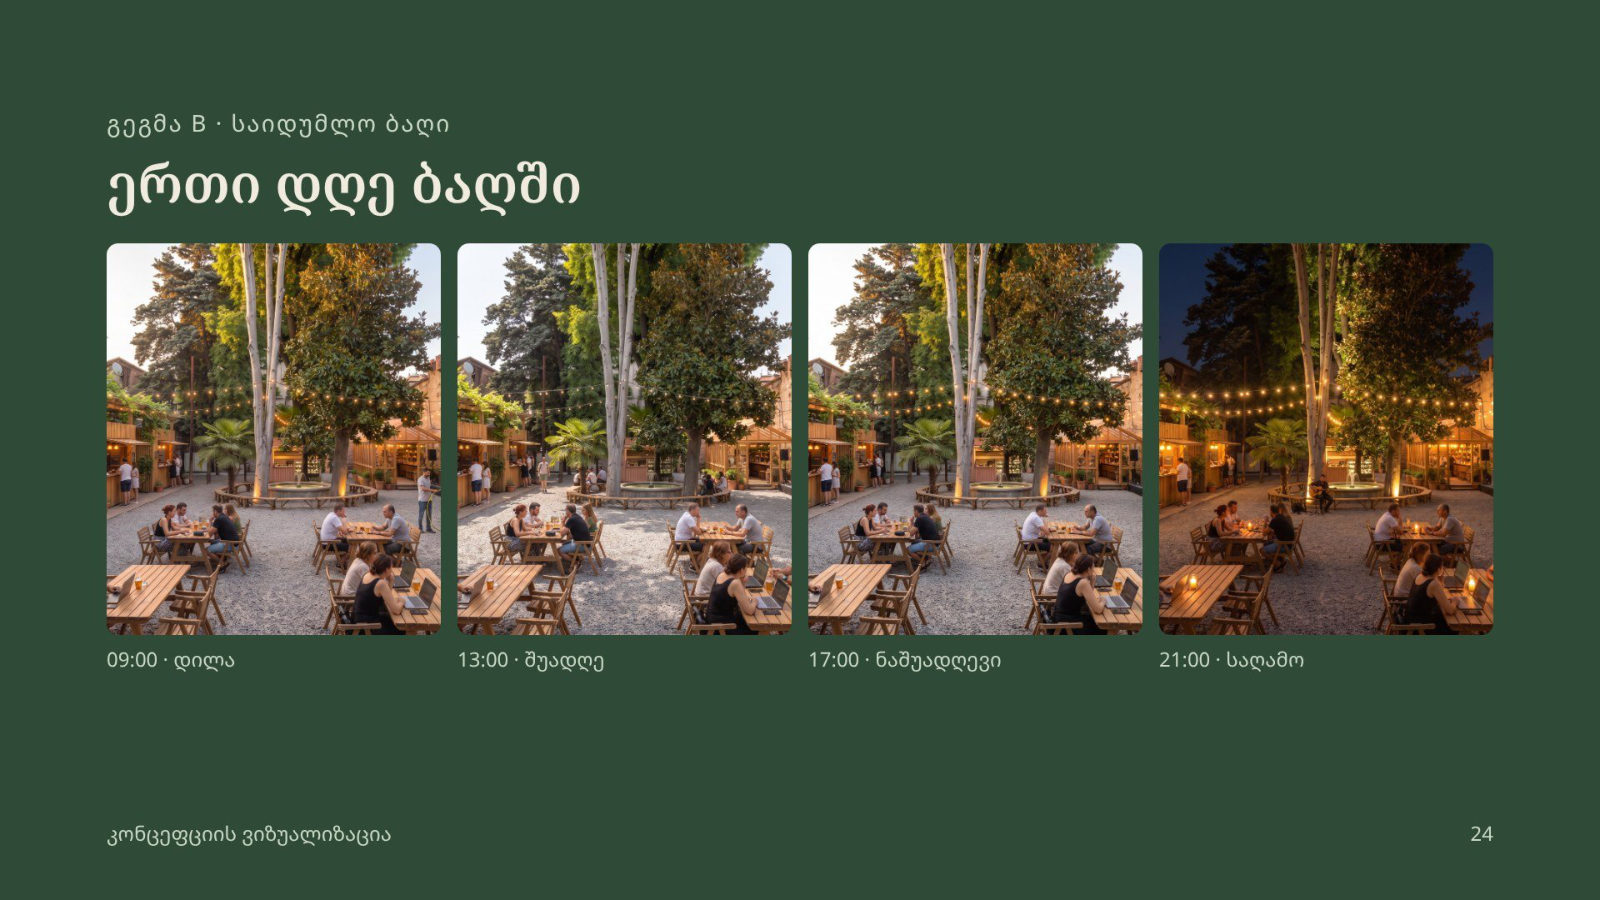 გეგმა B · საიდუმლო ბაღი
ერთი დღე ბაღში
09:00 · დილა
13:00 · შუადღე
17:00 · ნაშუადღევი
21:00 · საღამო
კონცეფციის ვიზუალიზაცია
24